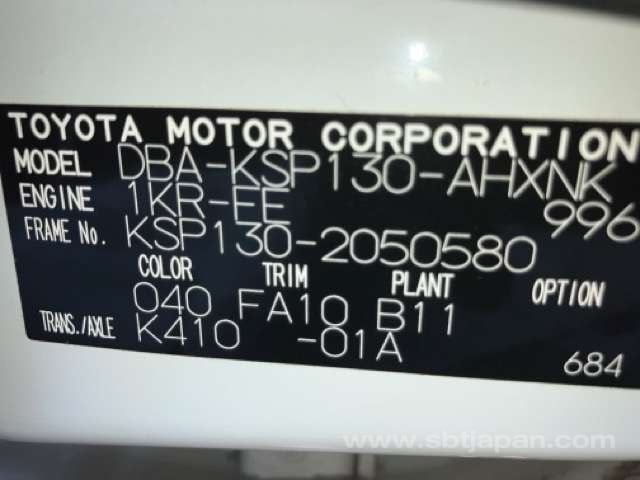 TOYOTA MOTOR CORPORATION
MODEL DBA-KSP130-AHXNK
ENGINE 1KR-FE 996
FRAME No. KSP130-2050580
COLOR TRIM PLANT OPTION
040 FA10 B11
TRANS./AXLE K410 -01A
684
www.sbtjapan.com